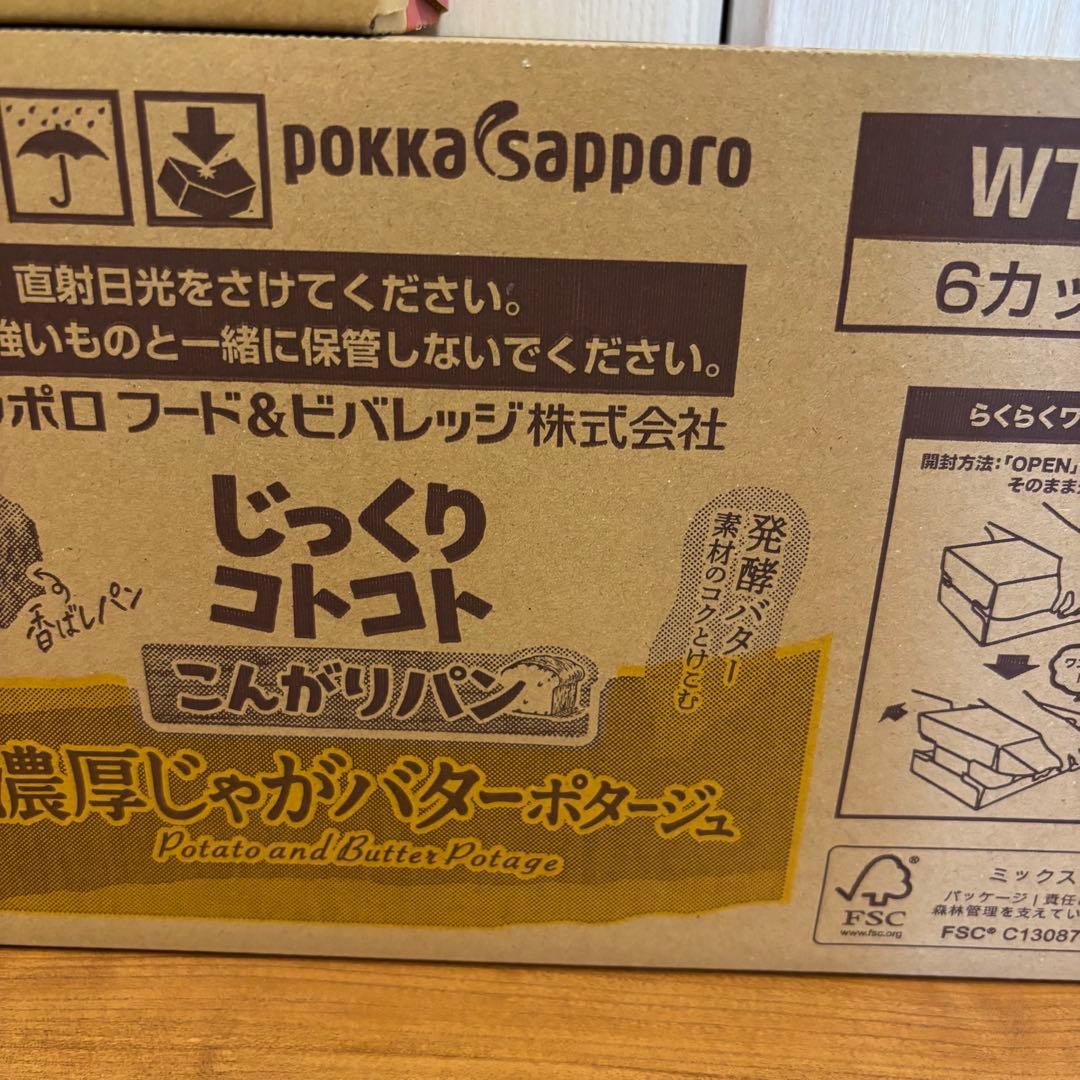 pokka sapporo
直射日光をさけてください。
強いものと一緒に保管しないでください。
ポロ フード&ビバレッジ株式会社
WT
6カッ
らくらくワ
開封方法:「OPEN」
そのまま
じっくり
コトコト
こんがりパン
香ばしパン
発酵バター
素材のコクとけこむ
濃厚じゃがバターポタージュ
Potato and Butter Potage
FSC
www.fsc.org
ミックス
パッケージ | 責任
森林管理を支えてい
FSC® C13087